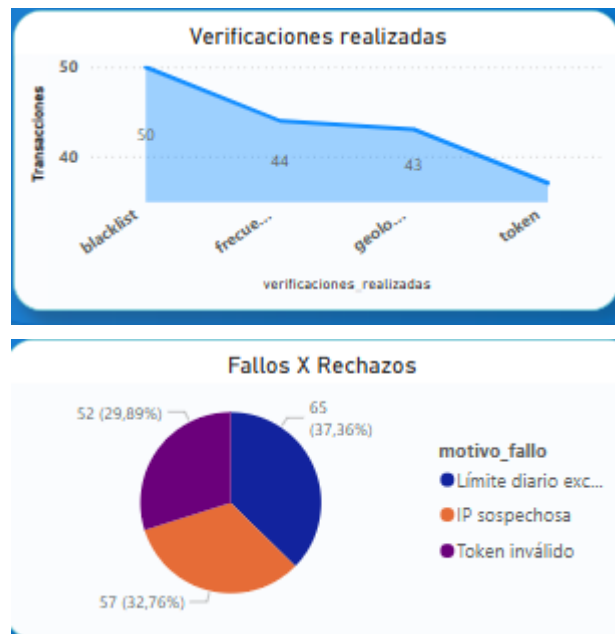 Verificaciones realizadas
50
50
Transacciones
40
44
43
blacklist
frecue...
geolo...
token
verificaciones_realizadas
Fallos X Rechazos
52 (29,89%)
65
(37,36%)
motivo_fallo
Límite diario exc...
IP sospechosa
Token inválido
57 (32,76%)